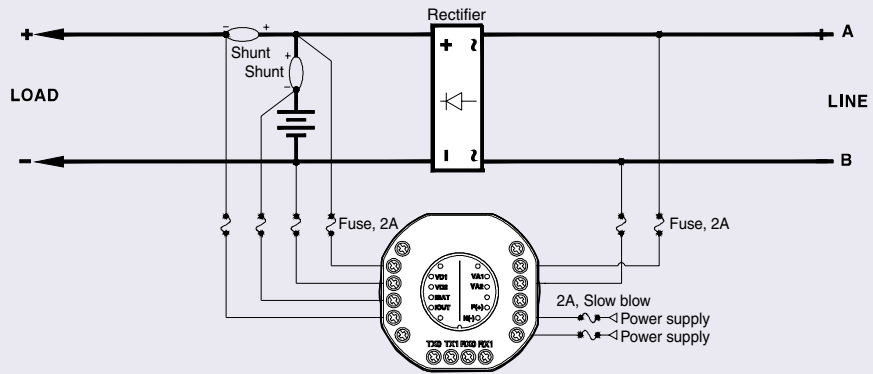 Rectifier
- +
+ + ~ + A
Shunt
+
Shunt
-
LOAD LINE
- - ~ B
Fuse, 2A Fuse, 2A
VD1 VA1
VD2 VA2
IBAT
IOUT P(+)
N(-)
2A, Slow blow
Power supply
Power supply
TX0 TX1 RX0 RX1